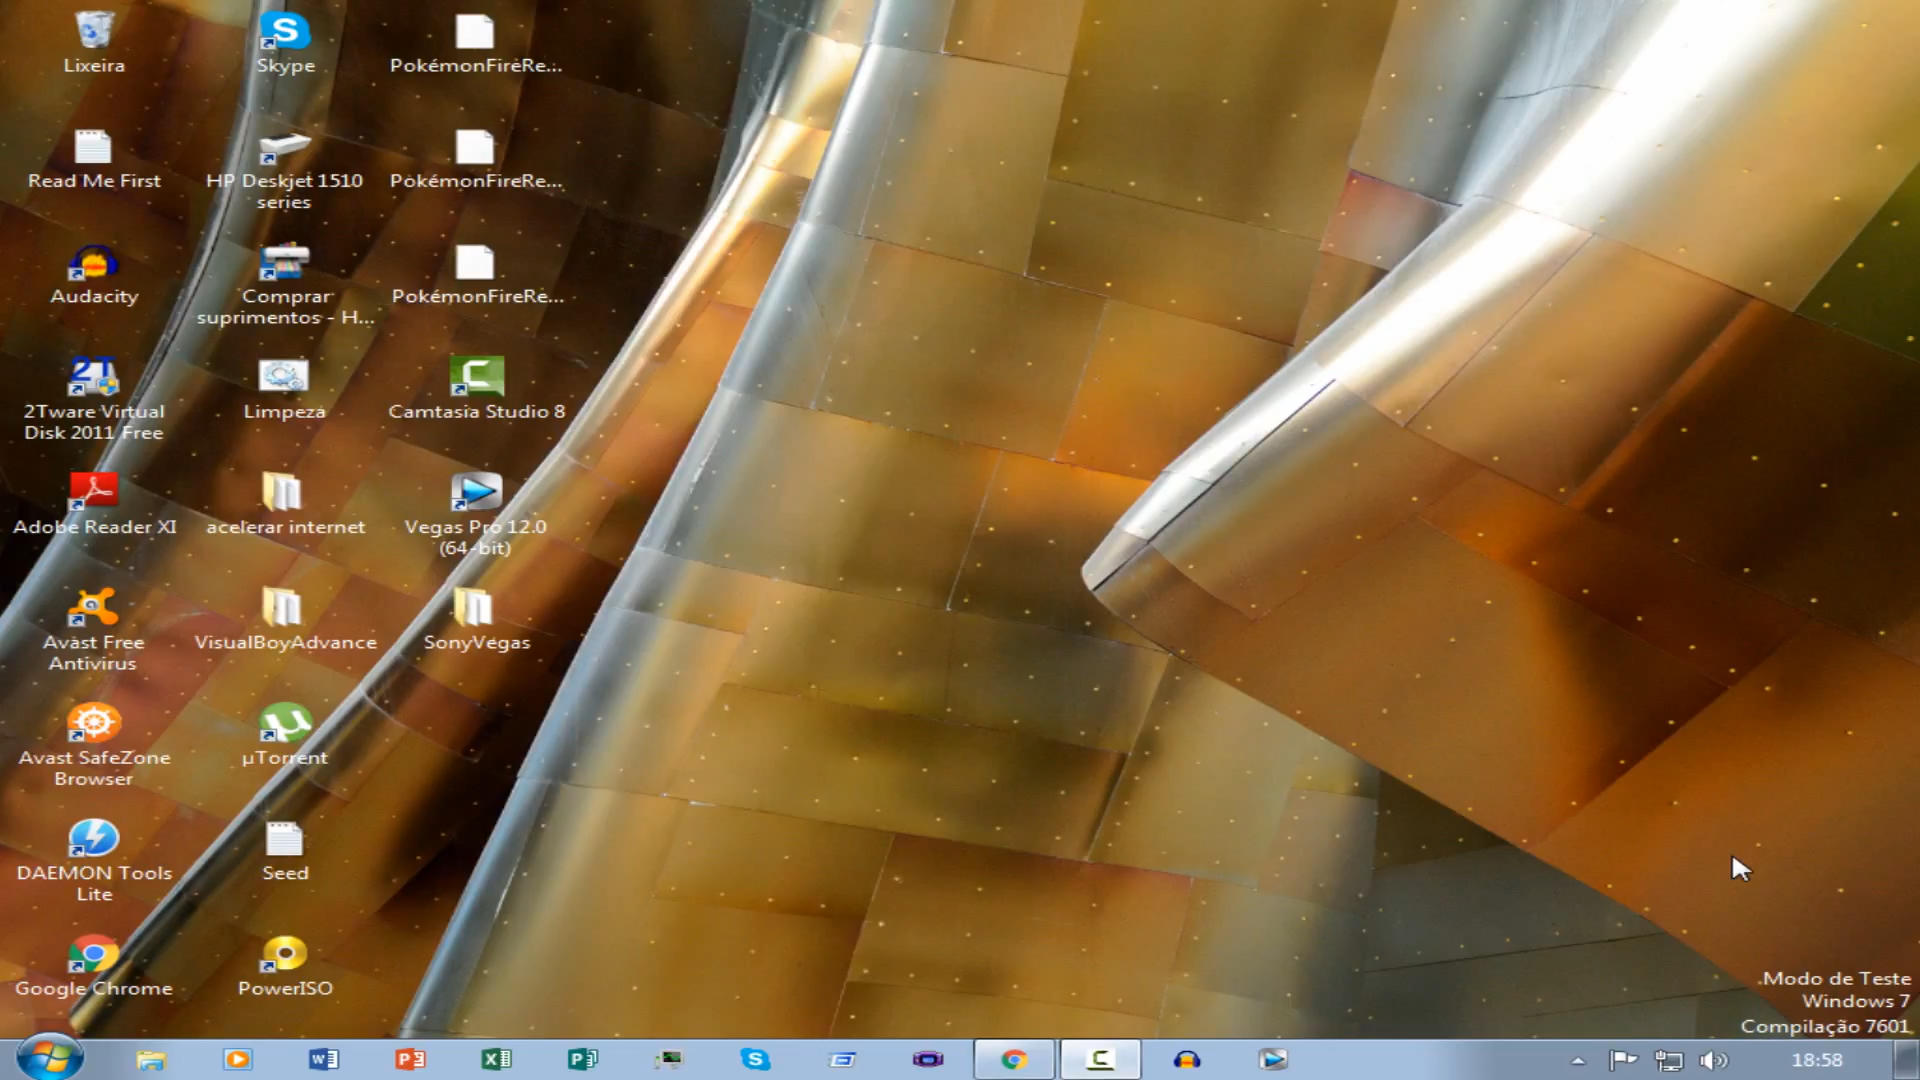 Lixeira
Read Me First
Audacity
2Tware Virtual
Disk 2011 Free
Adobe Reader XI
Avast Free
Antivirus
Avast SafeZone
Browser
DAEMON Tools
Lite
Google Chrome
Skype
HP Deskjet 1510
series
Comprar
suprimentos - H...
Limpeza
acelerar internet
VisualBoyAdvance
µTorrent
Seed
PowerISO
PokémonFireRe...
PokémonFireRe...
PokémonFireRe...
Camtasia Studio 8
Vegas Pro 12.0
(64-bit)
SonyVegas
Modo de Teste
Windows 7
Compilação 7601
18:58